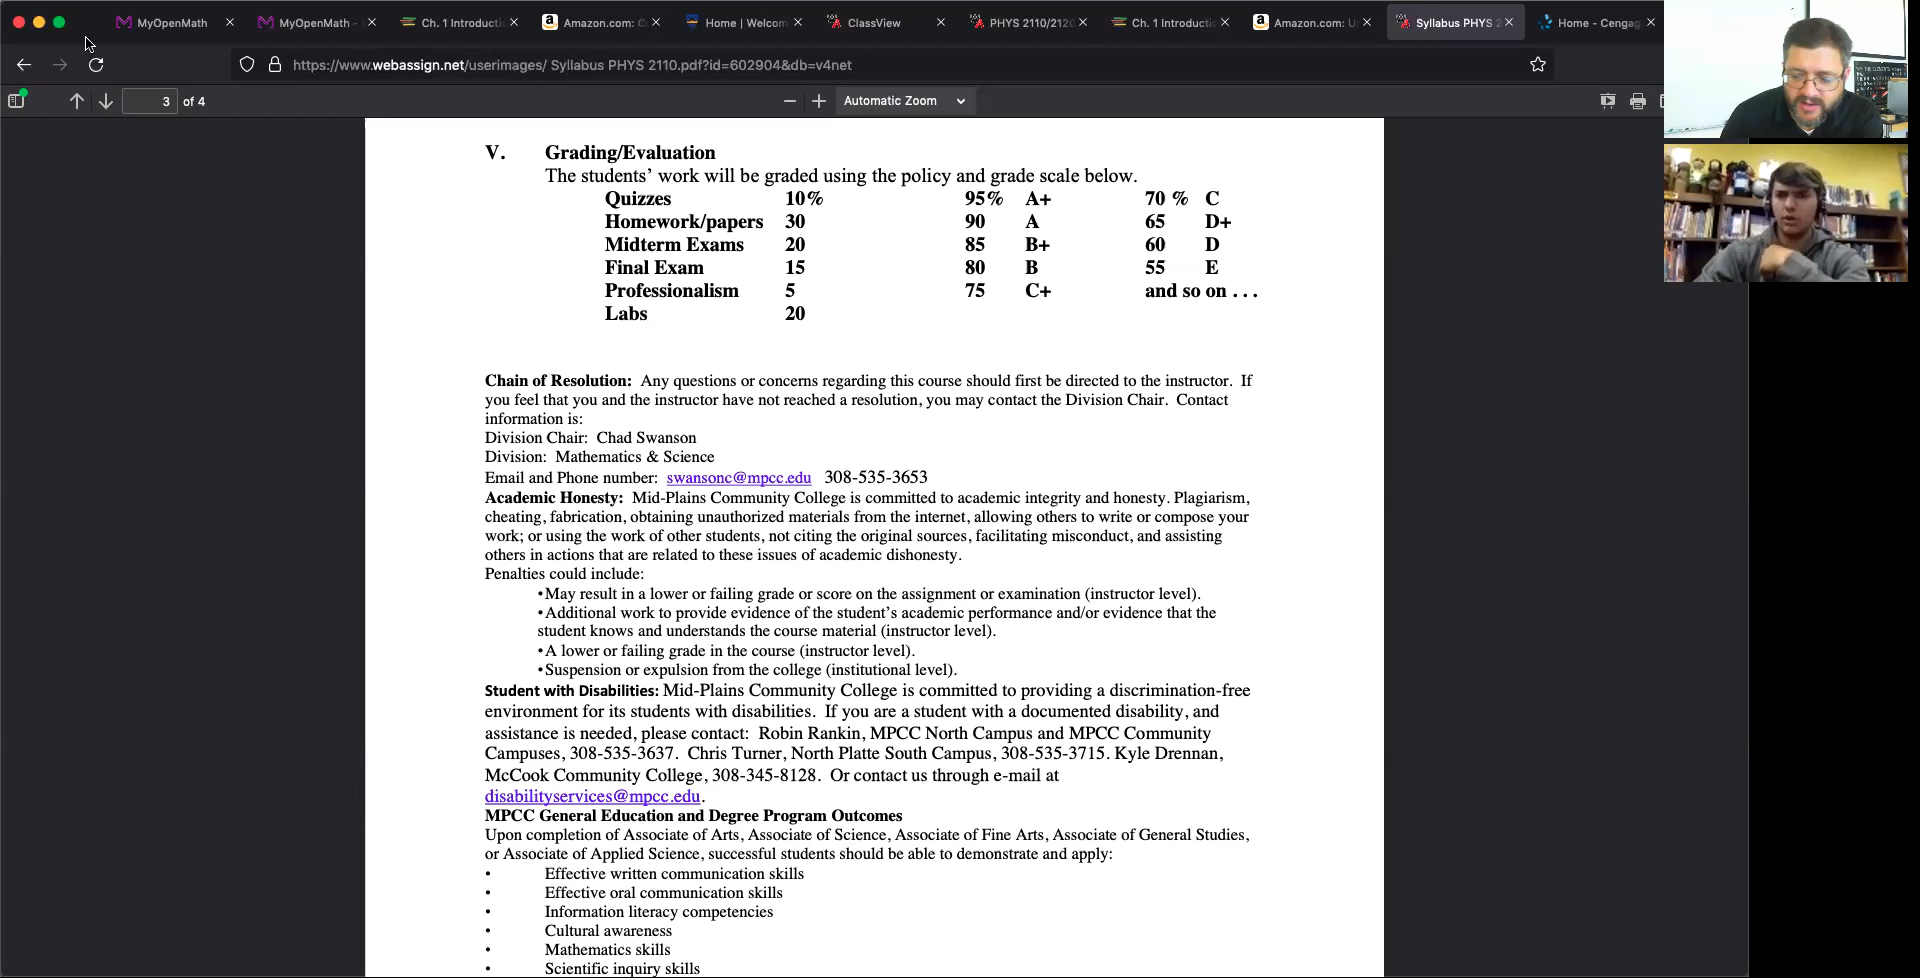 MyOpenMath
MyOpenMath -
Ch. 1 Introductic
Amazon.com: C
Home | Welcom
ClassView
PHYS 2110/2120
Ch. 1 Introductic
Amazon.com: U
Syllabus PHYS 2
Home - Cengag
https://www.webassign.net/userimages/ Syllabus PHYS 2110.pdf?id=602904&db=v4net
3 of 4
Automatic Zoom
V. Grading/Evaluation
The students' work will be graded using the policy and grade scale below.
Quizzes 10% 95% A+ 70 % C
Homework/papers 30 90 A 65 D+
Midterm Exams 20 85 B+ 60 D
Final Exam 15 80 B 55 E
Professionalism 5 75 C+ and so on . . .
Labs 20
Chain of Resolution: Any questions or concerns regarding this course should first be directed to the instructor. If
you feel that you and the instructor have not reached a resolution, you may contact the Division Chair. Contact
information is:
Division Chair: Chad Swanson
Division: Mathematics & Science
Email and Phone number: swansonc@mpcc.edu 308-535-3653
Academic Honesty: Mid-Plains Community College is committed to academic integrity and honesty. Plagiarism,
cheating, fabrication, obtaining unauthorized materials from the internet, allowing others to write or compose your
work; or using the work of other students, not citing the original sources, facilitating misconduct, and assisting
others in actions that are related to these issues of academic dishonesty.
Penalties could include:
•May result in a lower or failing grade or score on the assignment or examination (instructor level).
•Additional work to provide evidence of the student's academic performance and/or evidence that the
student knows and understands the course material (instructor level).
•A lower or failing grade in the course (instructor level).
•Suspension or expulsion from the college (institutional level).
Student with Disabilities: Mid-Plains Community College is committed to providing a discrimination-free
environment for its students with disabilities. If you are a student with a documented disability, and
assistance is needed, please contact: Robin Rankin, MPCC North Campus and MPCC Community
Campuses, 308-535-3637. Chris Turner, North Platte South Campus, 308-535-3715. Kyle Drennan,
McCook Community College, 308-345-8128. Or contact us through e-mail at
disabilityservices@mpcc.edu.
MPCC General Education and Degree Program Outcomes
Upon completion of Associate of Arts, Associate of Science, Associate of Fine Arts, Associate of General Studies,
or Associate of Applied Science, successful students should be able to demonstrate and apply:
• Effective written communication skills
• Effective oral communication skills
• Information literacy competencies
• Cultural awareness
• Mathematics skills
• Scientific inquiry skills